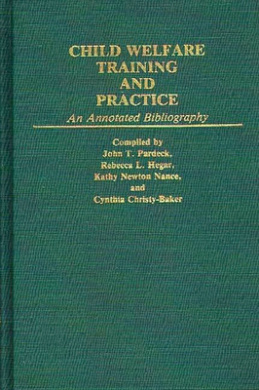 CHILD WELFARE
TRAINING
AND
PRACTICE
An Annotated Bibliography
Compiled by
John T. Pardeck,
Rebecca L. Hegar,
Kathy Newton Nance,
and
Cynthia Christy-Baker